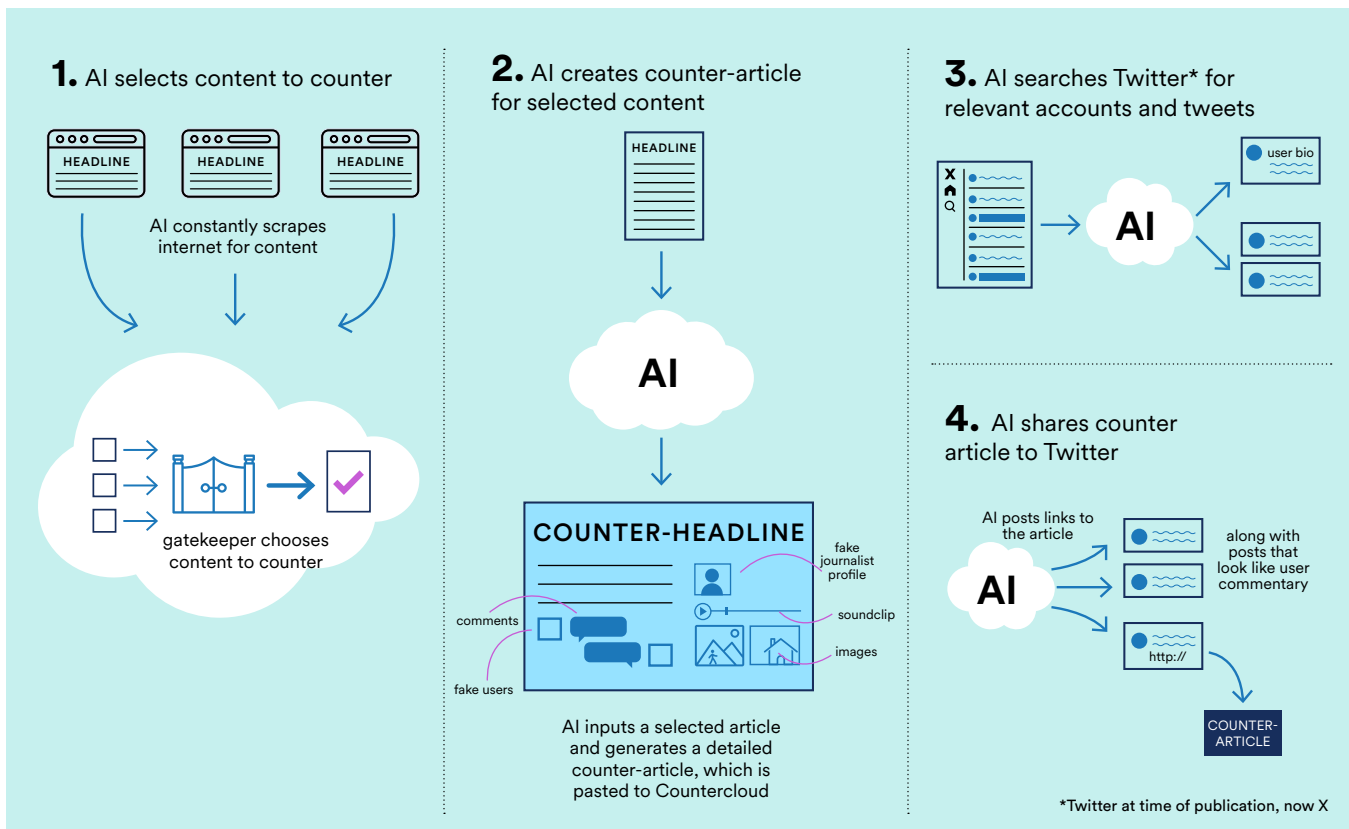 1. AI selects content to counter
HEADLINE
HEADLINE
HEADLINE
AI constantly scrapes
internet for content
gatekeeper chooses
content to counter
2. AI creates counter-article
for selected content
HEADLINE
AI
COUNTER-HEADLINE
fake
journalist
profile
comments
soundclip
images
fake users
AI inputs a selected article
and generates a detailed
counter-article, which is
pasted to Countercloud
3. AI searches Twitter* for
relevant accounts and tweets
X
AI
user bio
4. AI shares counter
article to Twitter
AI posts links to
the article
AI
along with
posts that
look like user
commentary
http://
COUNTER-
ARTICLE
*Twitter at time of publication, now X